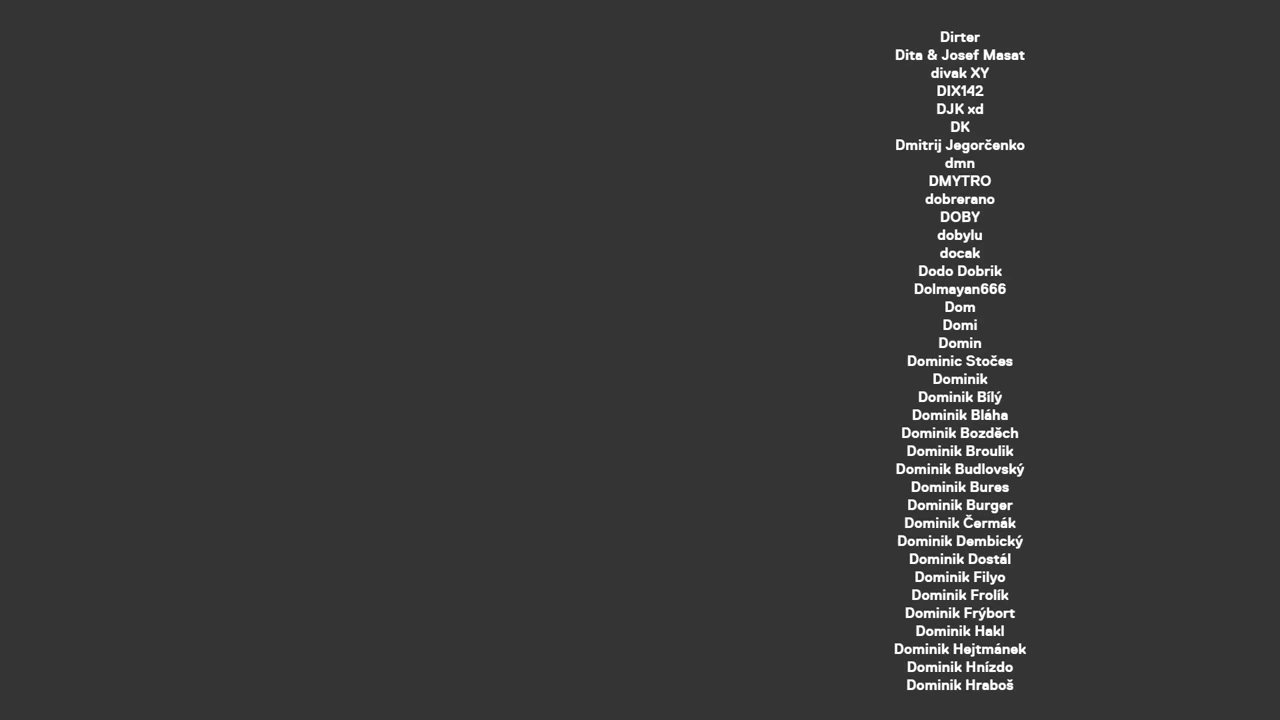 Dirter
Dita & Josef Masat
divak XY
DIX142
DJK xd
DK
Dmitrij Jegorčenko
dmn
DMYTRO
dobrerano
DOBY
dobylu
docak
Dodo Dobrik
Dolmayan666
Dom
Domi
Domin
Dominic Stočes
Dominik
Dominik Bílý
Dominik Bláha
Dominik Bozděch
Dominik Broulik
Dominik Budlovský
Dominik Bures
Dominik Burger
Dominik Čermák
Dominik Dembický
Dominik Dostál
Dominik Filyo
Dominik Frolík
Dominik Frýbort
Dominik Hakl
Dominik Hejtmánek
Dominik Hnízdo
Dominik Hraboš